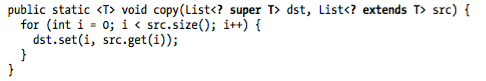 public static <T> void copy(List<? super T> dst, List<? extends T> src) {
  for (int i = 0; i < src.size(); i++) {
    dst.set(i, src.get(i));
  }
}